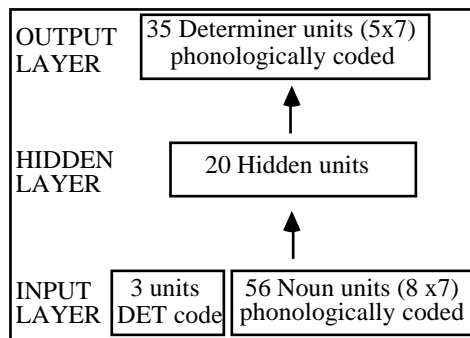 OUTPUT
LAYER
35 Determiner units (5x7)
phonologically coded
HIDDEN
LAYER
20 Hidden units
INPUT
LAYER
3 units
DET code
56 Noun units (8 x7)
phonologically coded